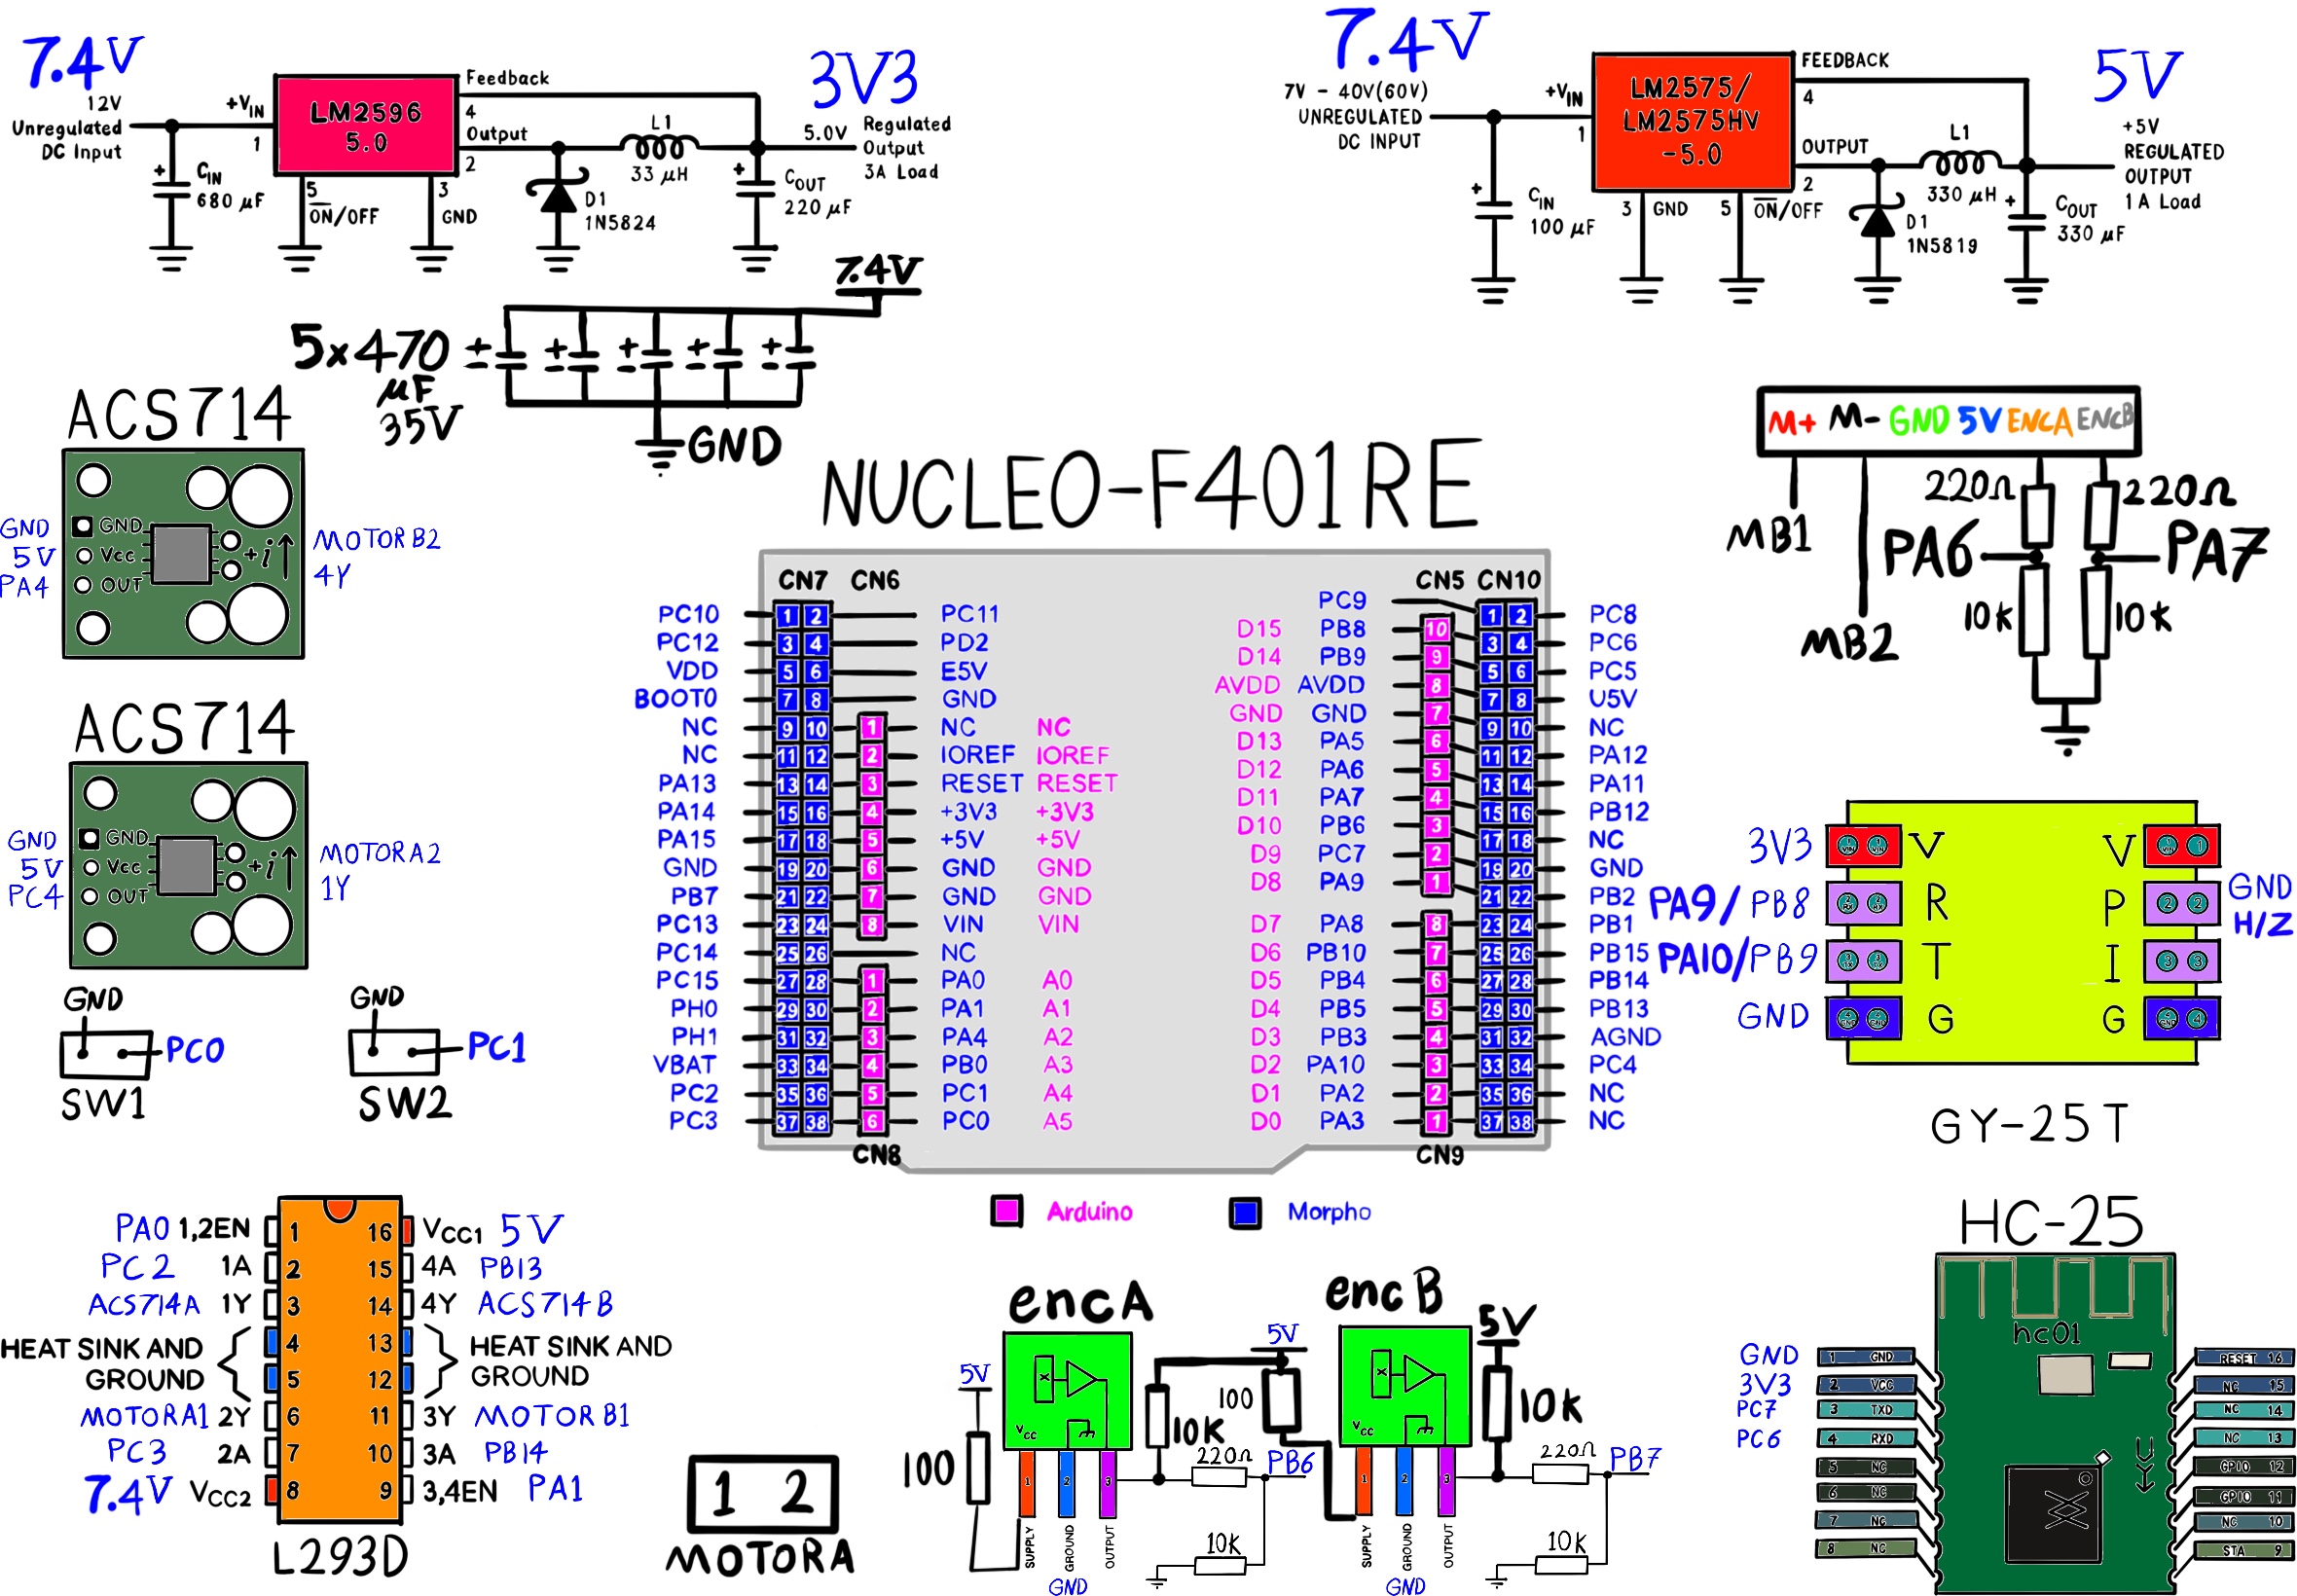 7.4V
12V
Unregulated
DC Input
+VIN
1
CIN
680 µF
LM2596
5.0
Feedback
4
Output
2
5
ON/OFF
3
GND
D1
1N5824
L1
33 µH
COUT
220 µF
3V3
5.0V
Regulated
Output
3A Load
7.4V
7V - 40V(60V)
UNREGULATED
DC INPUT
+VIN
1
CIN
100 µF
LM2575/
LM2575HV
-5.0
FEEDBACK
4
OUTPUT
2
3 GND
5 ON/OFF
D1
1N5819
L1
330 µH
COUT
330 µF
5V
+5V
REGULATED
OUTPUT
1A Load
7.4V
5x470
µF
35V
GND
ACS714
GND
5V
PA4
GND
Vcc
OUT
+i
MOTORB2
4Y
ACS714
GND
5V
PC4
GND
Vcc
OUT
+i
MOTORA2
1Y
M+ M- GND 5V ENCA ENCB
MB1
MB2
220Ω
220Ω
PA6
PA7
10k
10k
NUCLEO-F401RE
CN7 CN6 CN5 CN10
PC10 1 2 PC11
PC12 3 4 PD2
VDD 5 6 E5V
BOOT0 7 8 GND
NC 9 10 1 NC NC
NC 11 12 2 IOREF IOREF
PA13 13 14 3 RESET RESET
PA14 15 16 4 +3V3 +3V3
PA15 17 18 5 +5V +5V
GND 19 20 6 GND GND
PB7 21 22 7 GND GND
PC13 23 24 8 VIN VIN
PC14 25 26 NC
PC15 27 28 1 PA0 A0
PH0 29 30 2 PA1 A1
PH1 31 32 3 PA4 A2
VBAT 33 34 4 PB0 A3
PC2 35 36 5 PC1 A4
PC3 37 38 6 PC0 A5
CN8
PC9 1 2 PC8
D15 PB8 10 3 4 PC6
D14 PB9 9 5 6 PC5
AVDD AVDD 8 7 8 U5V
GND GND 7 9 10 NC
D13 PA5 6 11 12 PA12
D12 PA6 5 13 14 PA11
D11 PA7 4 15 16 PB12
D10 PB6 3 17 18 NC
D9 PC7 2 19 20 GND
D8 PA9 1 21 22 PB2
D7 PA8 8 23 24 PB1
D6 PB10 7 25 26 PB15
D5 PB4 6 27 28 PB14
D4 PB5 5 29 30 PB13
D3 PB3 4 31 32 AGND
D2 PA10 3 33 34 PC4
D1 PA2 2 35 36 NC
D0 PA3 1 37 38 NC
CN9
Arduino
Morpho
GND
PC0
SW1
GND
PC1
SW2
3V3 V V
PA9/ PB8 R P GND
H/Z
PA10/PB9 T I
GND G G
GY-25T
PA0 1,2EN 1 16 VCC1 5V
PC2 1A 2 15 4A PB13
ACS714A 1Y 3 14 4Y ACS714B
HEAT SINK AND
GROUND
4 13
5 12
HEAT SINK AND
GROUND
MOTORA1 2Y 6 11 3Y MOTORB1
PC3 2A 7 10 3A PB14
7.4V VCC2 8 9 3,4EN PA1
L293D
1 2
MOTORA
encA
5V
100
X
VCC
1 2 3
SUPPLY
GROUND
OUTPUT
GND
10K
220Ω
PB6
10K
encB
5V
100
X
VCC
1 2 3
SUPPLY
GROUND
OUTPUT
GND
5V
10k
220Ω
PB7
10K
HC-25
hc01
GND 1 GND
3V3 2 VCC
PC7 3 TXD
PC6 4 RXD
5 NC
6 NC
7 NC
8 NC
RESET 16
NC 15
NC 14
NC 13
GPIO 12
GPIO 11
NC 10
STA 9